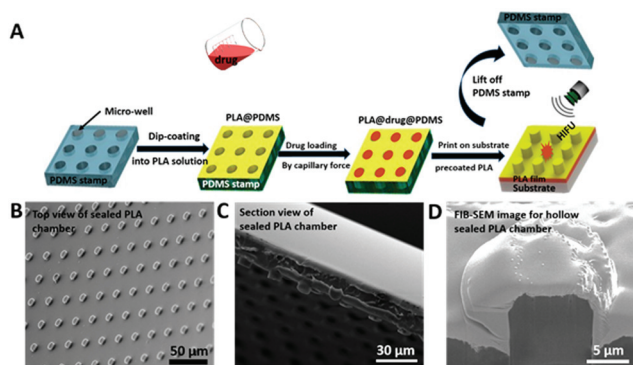 A
drug
PDMS stamp
Lift off
PDMS stamp
Micro-well
PLA@PDMS
PLA@drug@PDMS
HIFU
Dip-coating
into PLA solution
Drug loading
By capillary force
Print on substrate
precoated PLA
PDMS stamp
PDMS stamp
PLA film
Substrate
B
Top view of sealed PLA
chamber
50 µm
C
Section view of
sealed PLA chamber
30 µm
D
FIB-SEM image for hollow
sealed PLA chamber
5 µm